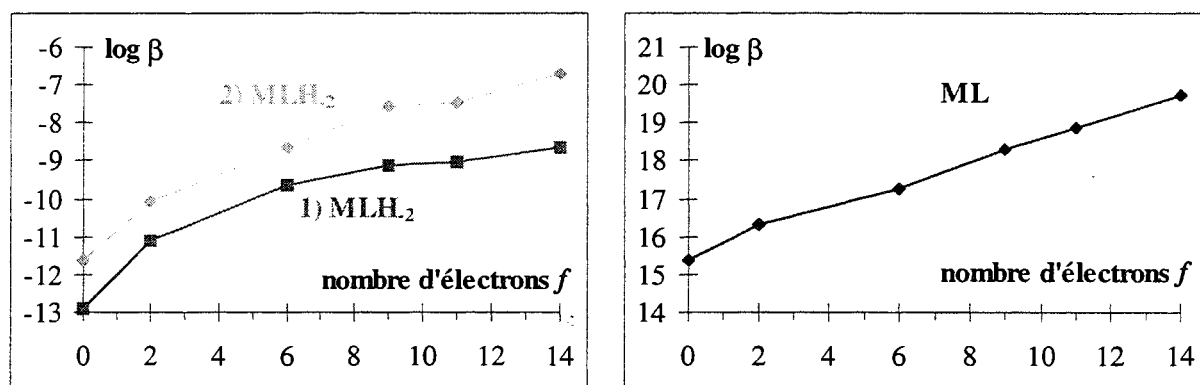 log β
-6
-7
-8
-9
-10
-11
-12
-13
2) MLH-2
1) MLH-2
nombre d'électrons f
0 2 4 6 8 10 12 14
log β
21
20
19
18
17
16
15
14
ML
nombre d'électrons f
0 2 4 6 8 10 12 14